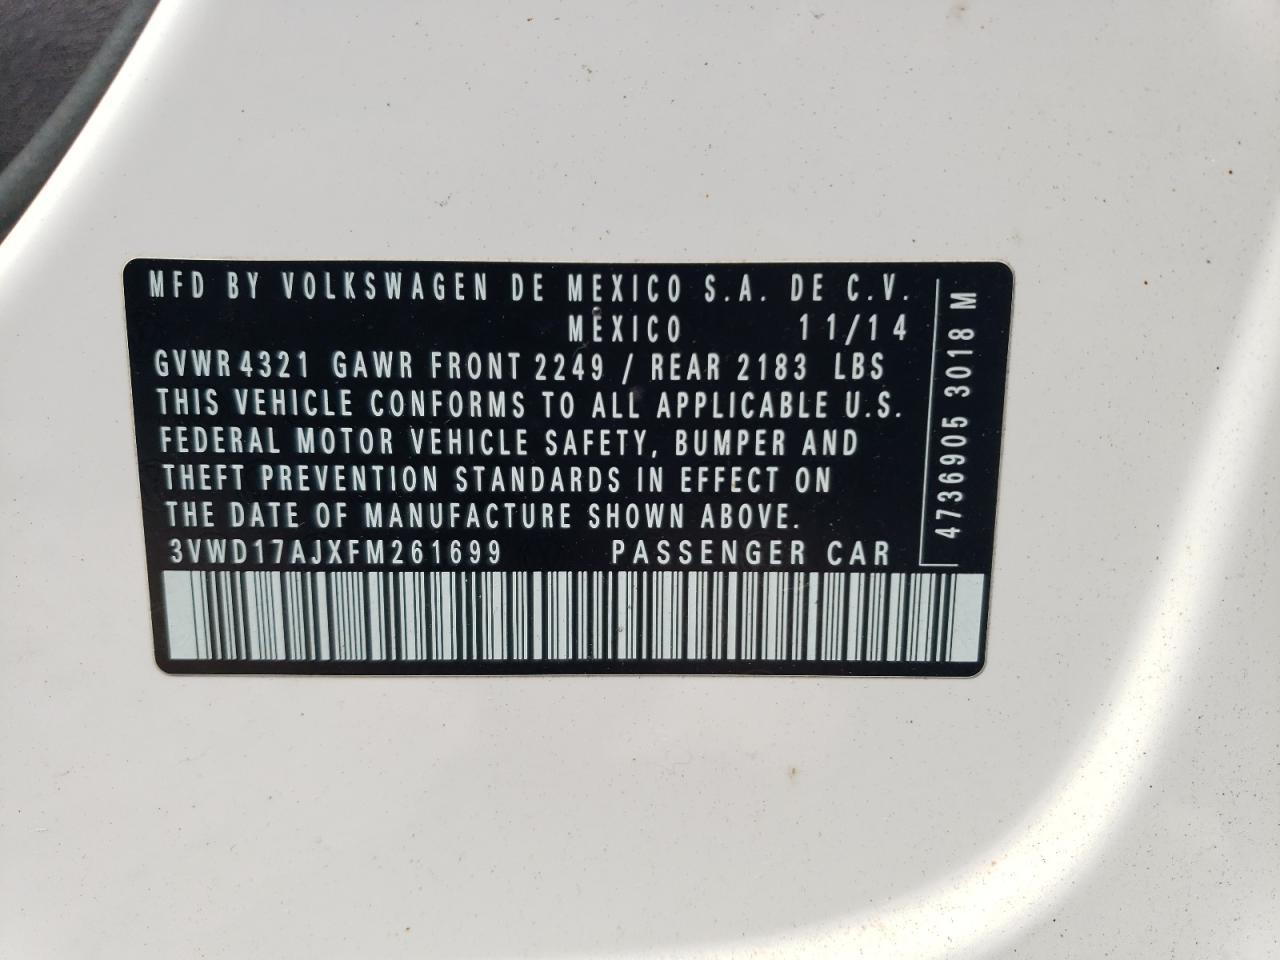 MFD BY VOLKSWAGEN DE MEXICO S.A. DE C.V.
MEXICO 11/14
GVWR 4321 GAWR FRONT 2249 / REAR 2183 LBS
THIS VEHICLE CONFORMS TO ALL APPLICABLE U.S.
FEDERAL MOTOR VEHICLE SAFETY, BUMPER AND
THEFT PREVENTION STANDARDS IN EFFECT ON
THE DATE OF MANUFACTURE SHOWN ABOVE.
3VWD17AJXFM261699 PASSENGER CAR
4736905 3018 M